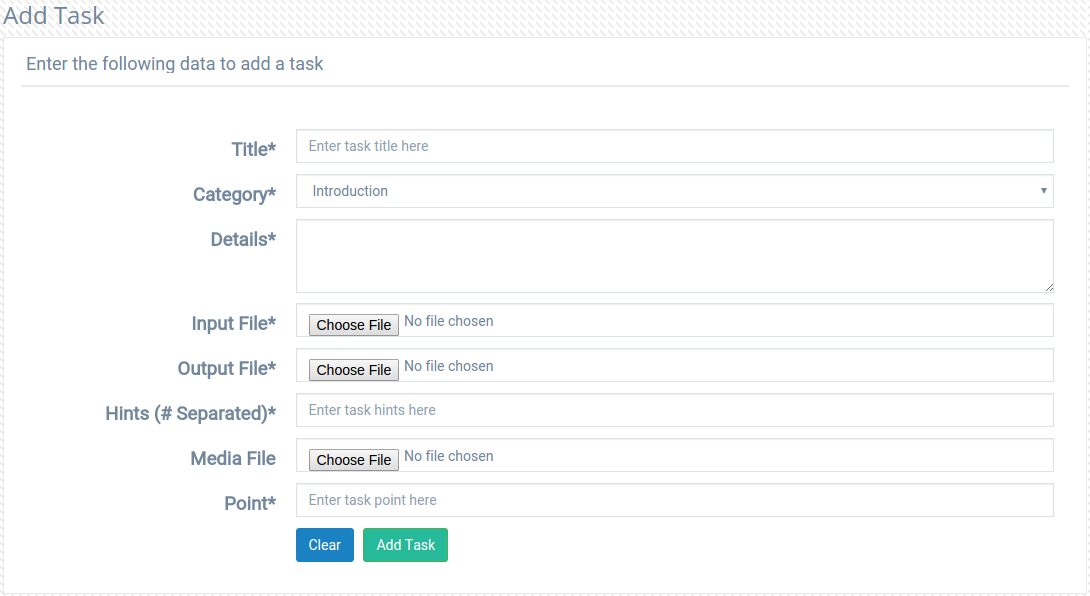 Add Task
Enter the following data to add a task
Title* Enter task title here
Category* Introduction
Details*
Input File* Choose File No file chosen
Output File* Choose File No file chosen
Hints (# Separated)* Enter task hints here
Media File Choose File No file chosen
Point* Enter task point here
Clear Add Task